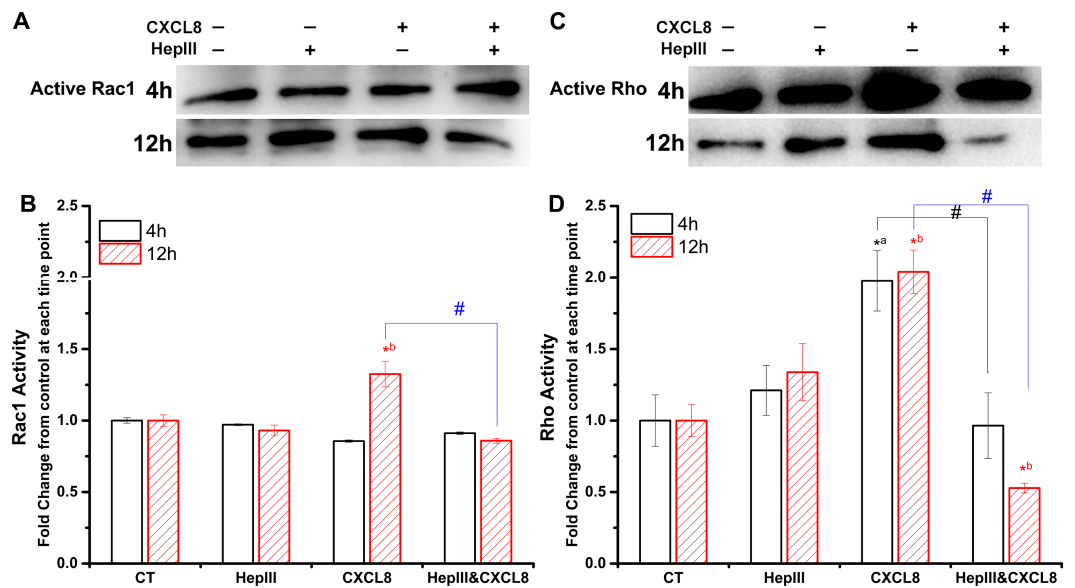 A
CXCL8 – – + +
HepIII – + – +
Active Rac1 4h
12h
B
Rac1 Activity
Fold Change from control at each time point
2.5
2.0
1.5
1.0
0.5
0.0
4h
12h
*b
#
CT HepIII CXCL8 HepIII&CXCL8
C
CXCL8 – – + +
HepIII – + – +
Active Rho 4h
12h
D
Rho Activity
Fold Change from control at each time point
2.5
2.0
1.5
1.0
0.5
0.0
4h
12h
#
#
*a
*b
*b
CT HepIII CXCL8 HepIII&CXCL8